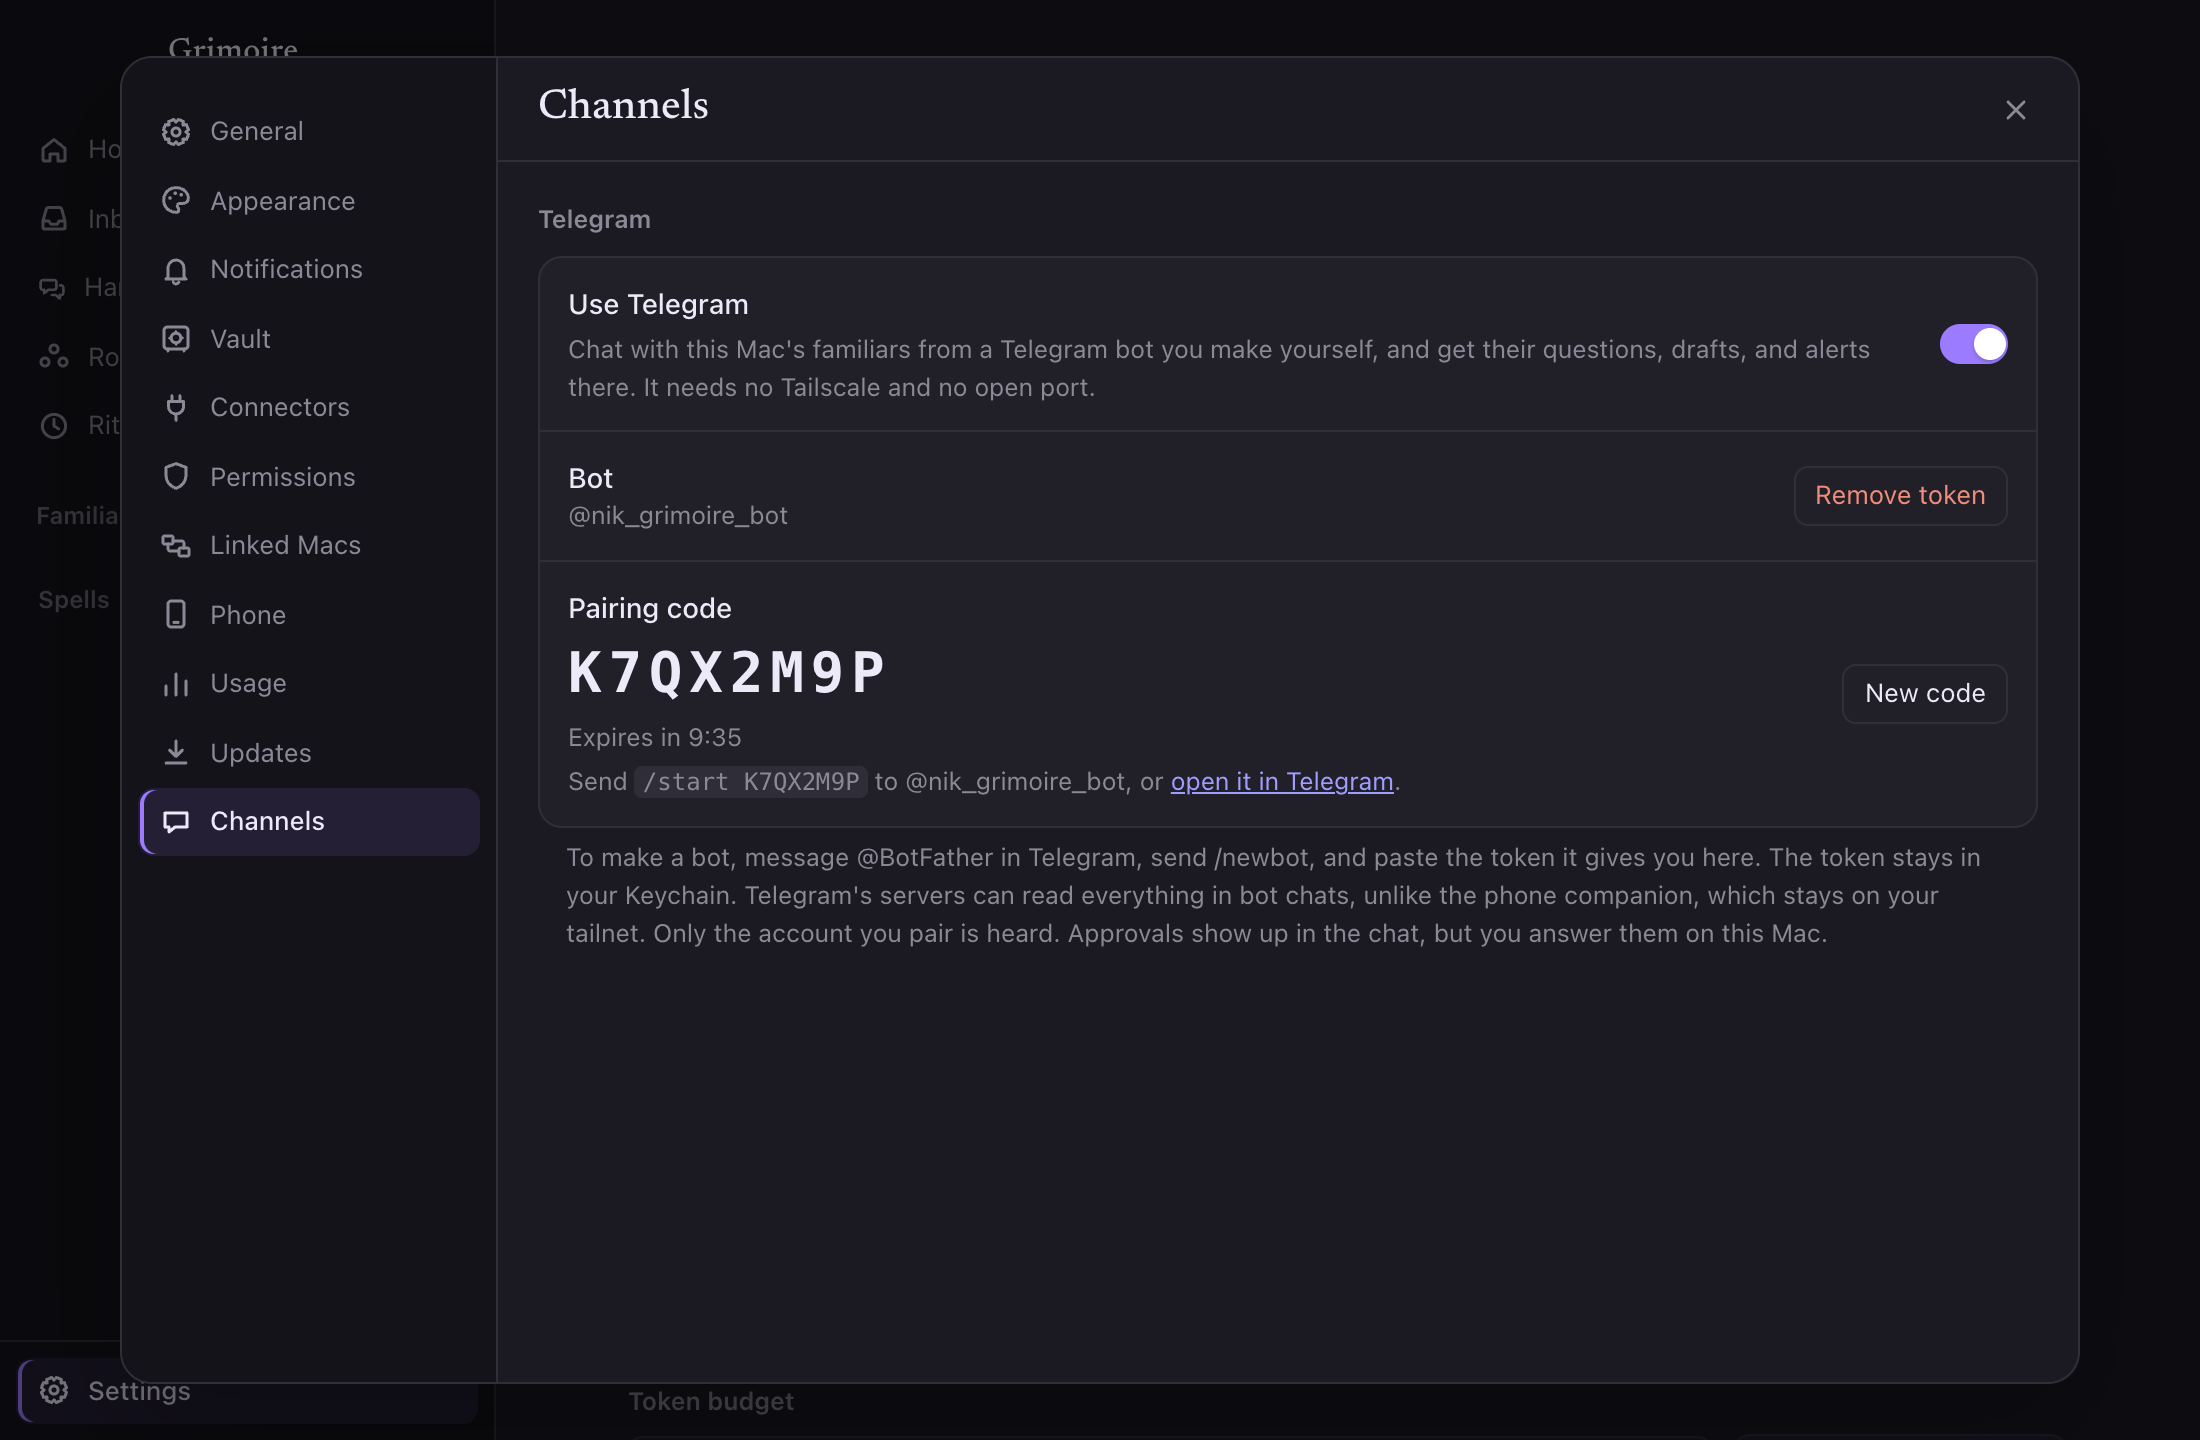 Grimoire
Ho
Inb
Har
Ro
Rit
Familia
Spells
Settings
General
Appearance
Notifications
Vault
Connectors
Permissions
Linked Macs
Phone
Usage
Updates
Channels
Channels
Telegram
Use Telegram
Chat with this Mac's familiars from a Telegram bot you make yourself, and get their questions, drafts, and alerts
there. It needs no Tailscale and no open port.
Bot
@nik_grimoire_bot
Remove token
Pairing code
K7QX2M9P
Expires in 9:35
Send /start K7QX2M9P to @nik_grimoire_bot, or open it in Telegram.
New code
To make a bot, message @BotFather in Telegram, send /newbot, and paste the token it gives you here. The token stays in
your Keychain. Telegram's servers can read everything in bot chats, unlike the phone companion, which stays on your
tailnet. Only the account you pair is heard. Approvals show up in the chat, but you answer them on this Mac.
Token budget